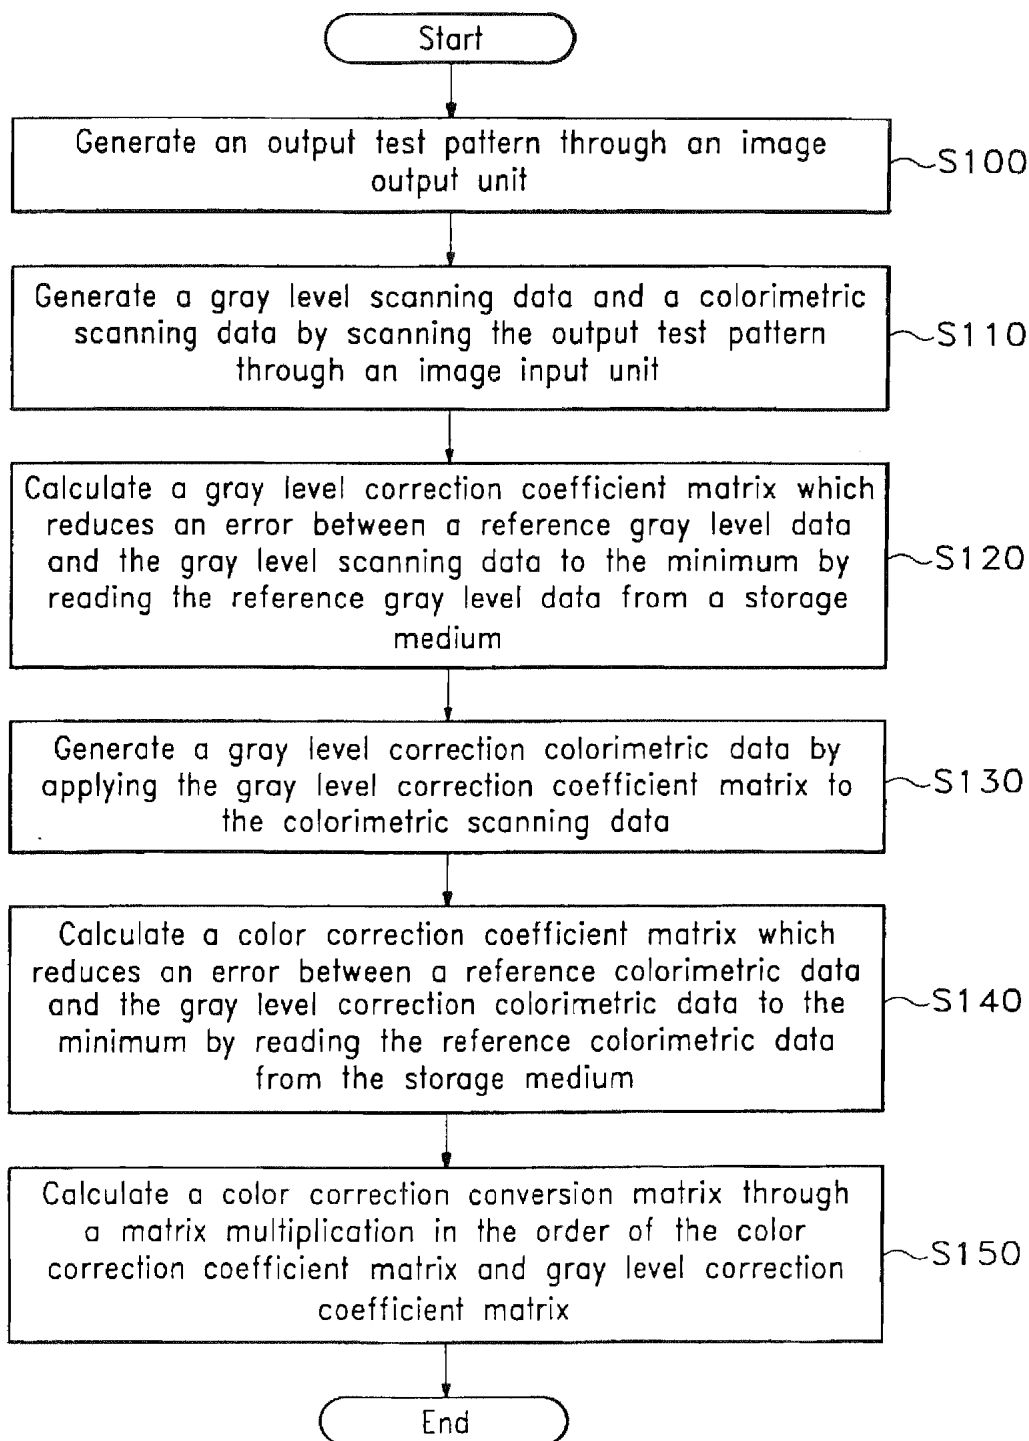 Start
Generate an output test pattern through an image
output unit
S100
Generate a gray level scanning data and a colorimetric
scanning data by scanning the output test pattern
through an image input unit
S110
Calculate a gray level correction coefficient matrix which
reduces an error between a reference gray level data
and the gray level scanning data to the minimum by
reading the reference gray level data from a storage
medium
S120
Generate a gray level correction colorimetric data by
applying the gray level correction coefficient matrix to
the colorimetric scanning data
S130
Calculate a color correction coefficient matrix which
reduces an error between a reference colorimetric data
and the gray level correction colorimetric data to the
minimum by reading the reference colorimetric data
from the storage medium
S140
Calculate a color correction conversion matrix through
a matrix multiplication in the order of the color
correction coefficient matrix and gray level correction
coefficient matrix
S150
End